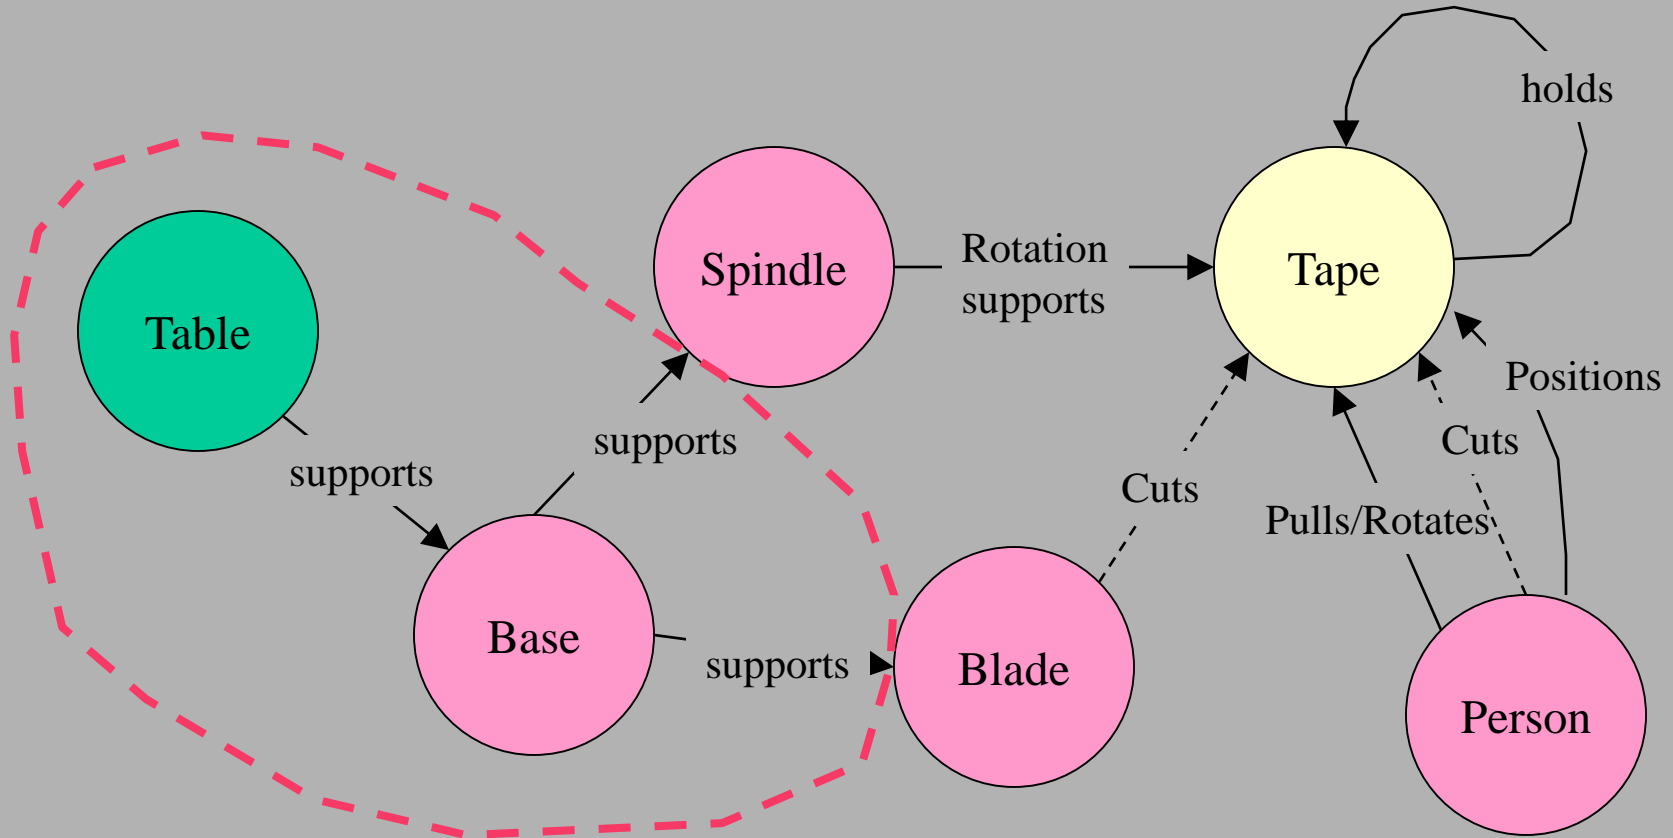 holds
Spindle
Rotation
supports
Tape
Table
Positions
supports
Cuts
supports
Cuts
Pulls/Rotates
Base
supports
Blade
Person